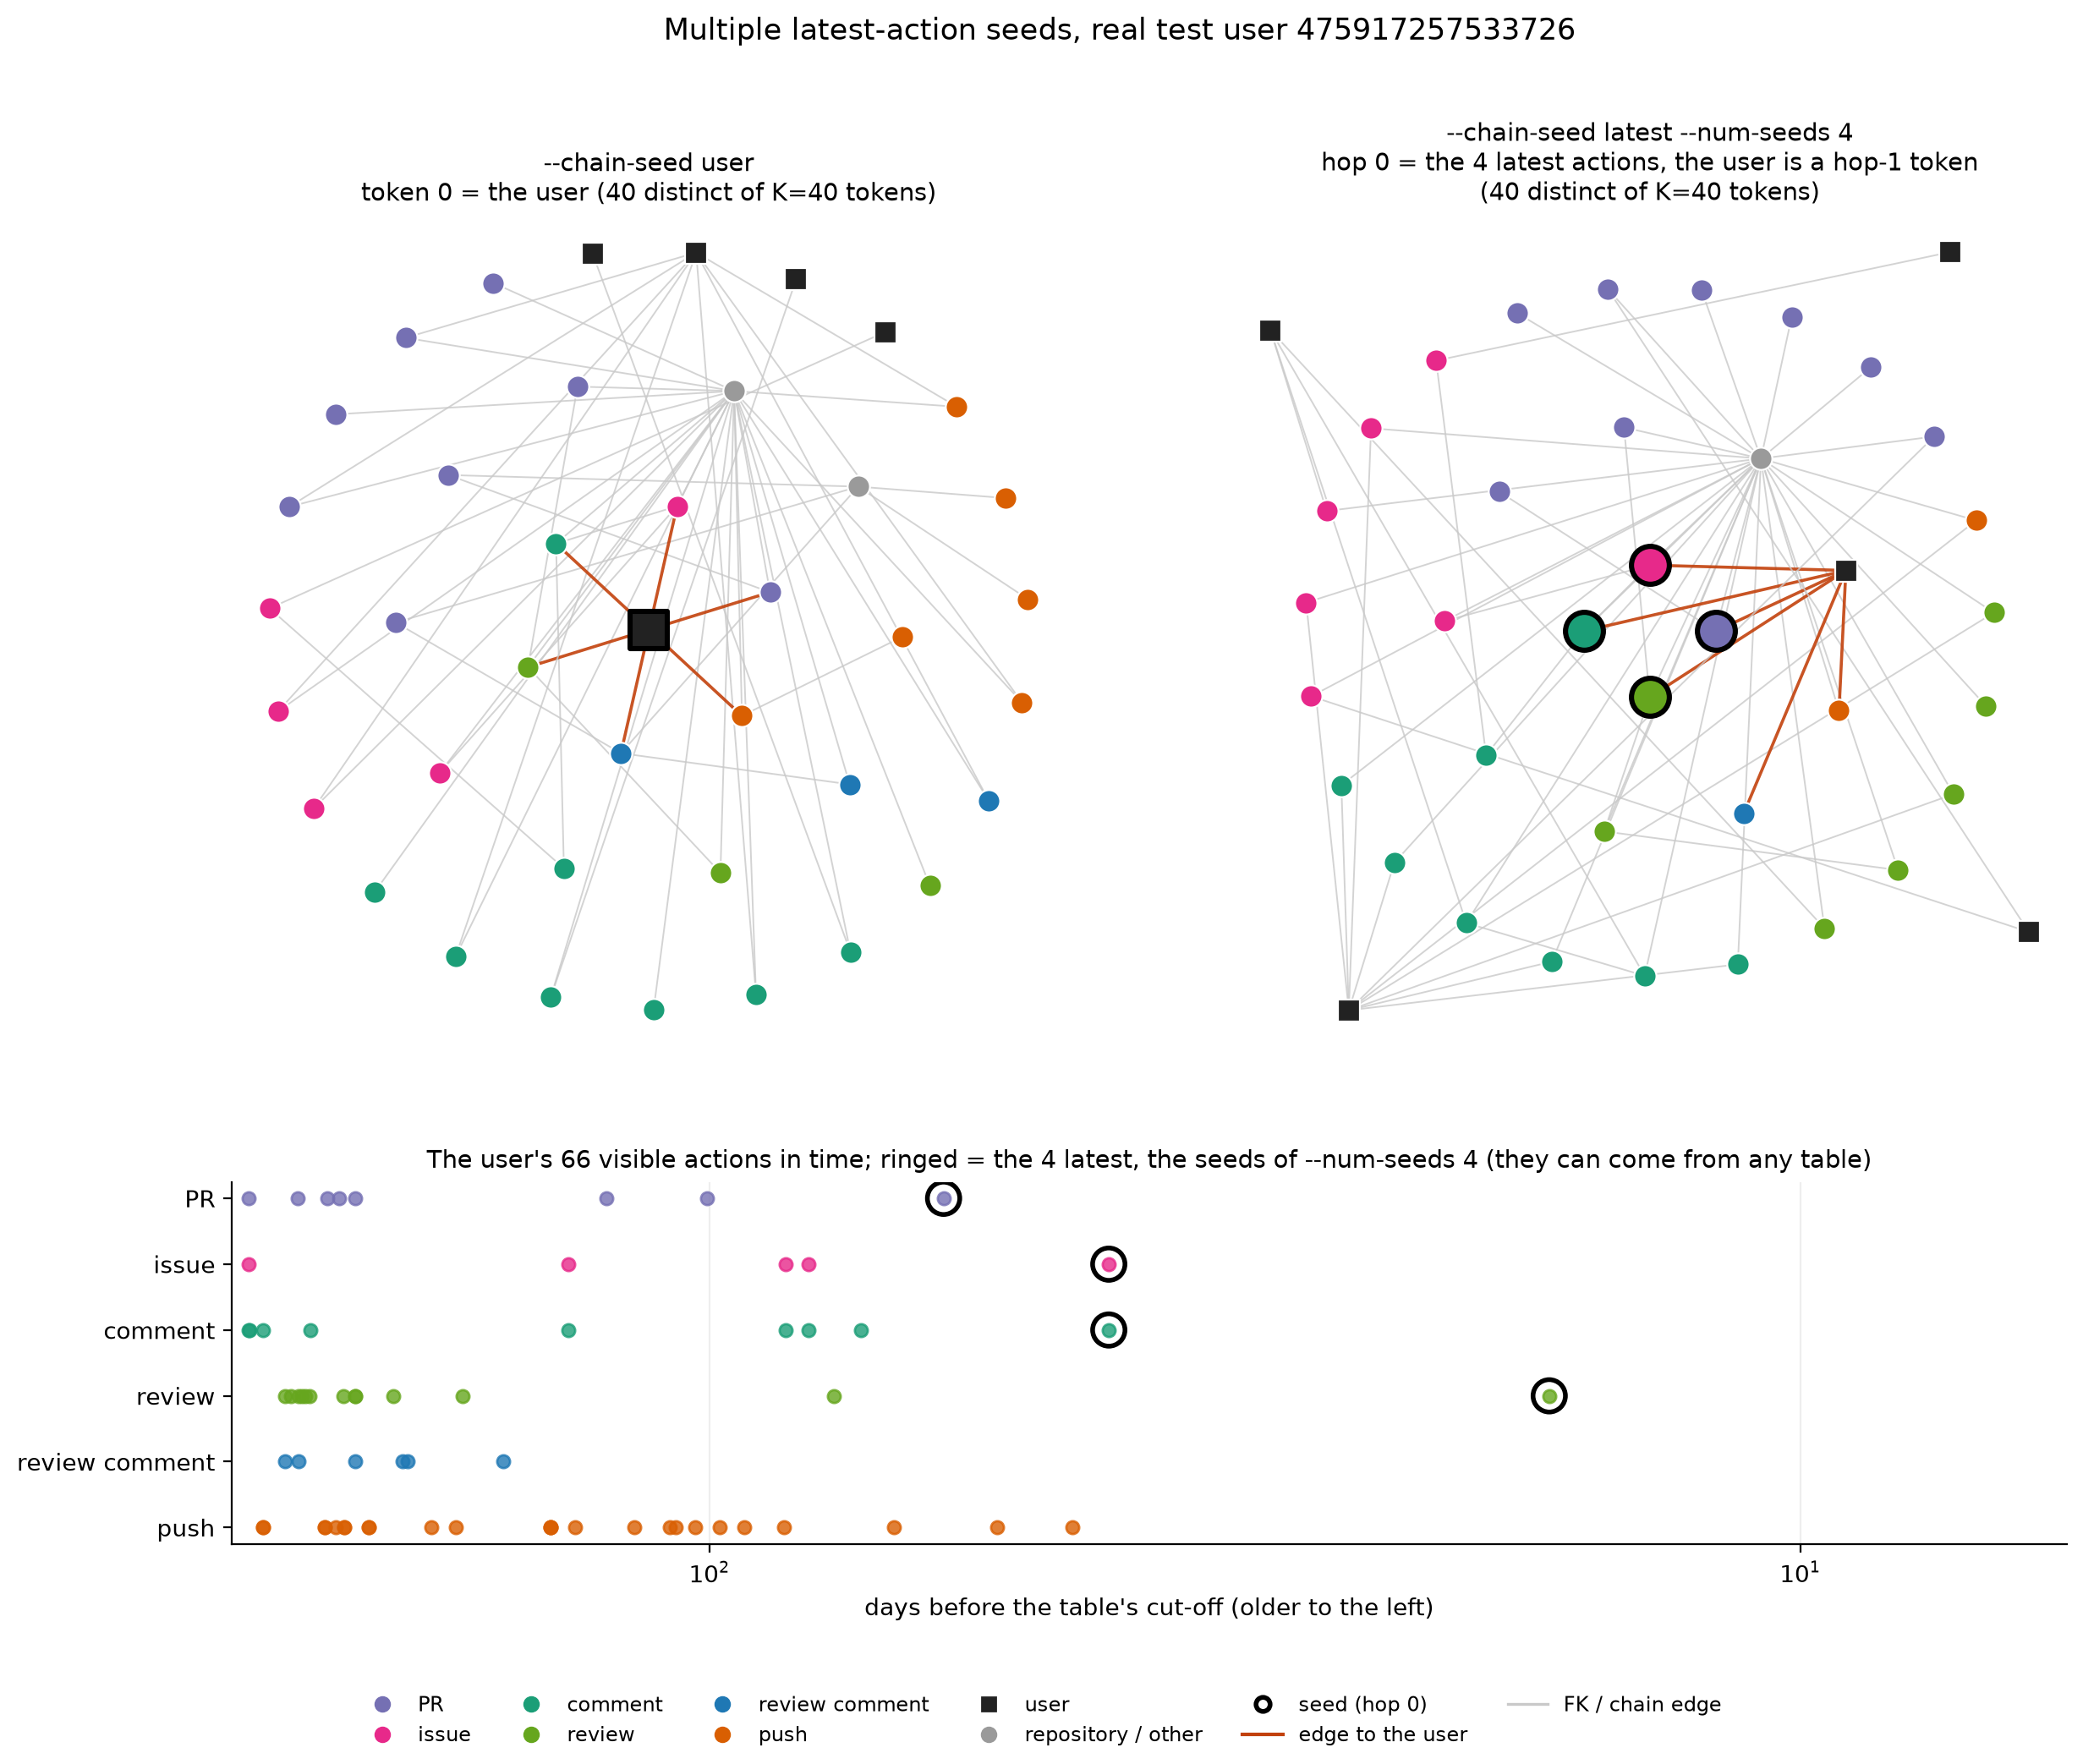 Multiple latest-action seeds, real test user 475917257533726
--chain-seed user
token 0 = the user (40 distinct of K=40 tokens)
--chain-seed latest --num-seeds 4
hop 0 = the 4 latest actions, the user is a hop-1 token
(40 distinct of K=40 tokens)
The user's 66 visible actions in time; ringed = the 4 latest, the seeds of --num-seeds 4 (they can come from any table)
PR
issue
comment
review
review comment
push
10² 10¹
days before the table's cut-off (older to the left)
PR comment review comment user seed (hop 0) FK / chain edge
issue review push repository / other edge to the user